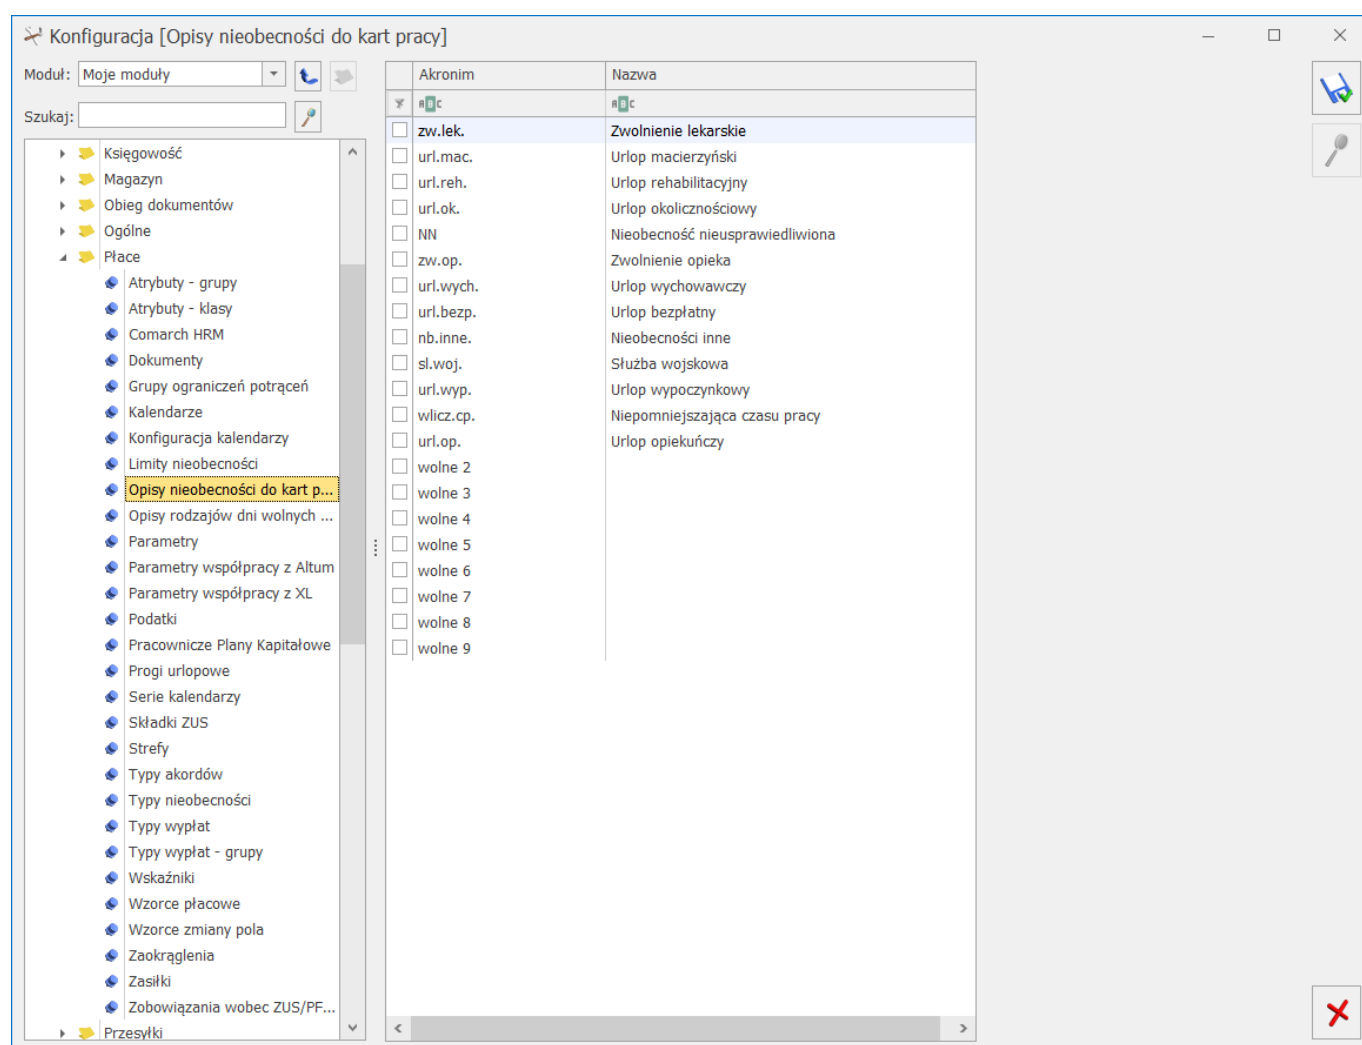 Konfiguracja [Opisy nieobecności do kart pracy]
Moduł: Moje moduły
Szukaj:
Księgowość
Magazyn
Obieg dokumentów
Ogólne
Płace
Atrybuty - grupy
Atrybuty - klasy
Comarch HRM
Dokumenty
Grupy ograniczeń potrąceń
Kalendarze
Konfiguracja kalendarzy
Limity nieobecności
Opisy nieobecności do kart p...
Opisy rodzajów dni wolnych ...
Parametry
Parametry współpracy z Altum
Parametry współpracy z XL
Podatki
Pracownicze Plany Kapitałowe
Progi urlopowe
Serie kalendarzy
Składki ZUS
Strefy
Typy akordów
Typy nieobecności
Typy wypłat
Typy wypłat - grupy
Wskaźniki
Wzorce płacowe
Wzorce zmiany pola
Zaokrąglenia
Zasiłki
Zobowiązania wobec ZUS/PF...
Przesyłki
Akronim Nazwa
ABC ABC
zw.lek. Zwolnienie lekarskie
url.mac. Urlop macierzyński
url.reh. Urlop rehabilitacyjny
url.ok. Urlop okolicznościowy
NN Nieobecność nieusprawiedliwiona
zw.op. Zwolnienie opieka
url.wych. Urlop wychowawczy
url.bezp. Urlop bezpłatny
nb.inne. Nieobecności inne
sł.woj. Służba wojskowa
url.wyp. Urlop wypoczynkowy
wlicz.cp. Niepomniejszająca czasu pracy
url.op. Urlop opiekuńczy
wolne 2
wolne 3
wolne 4
wolne 5
wolne 6
wolne 7
wolne 8
wolne 9